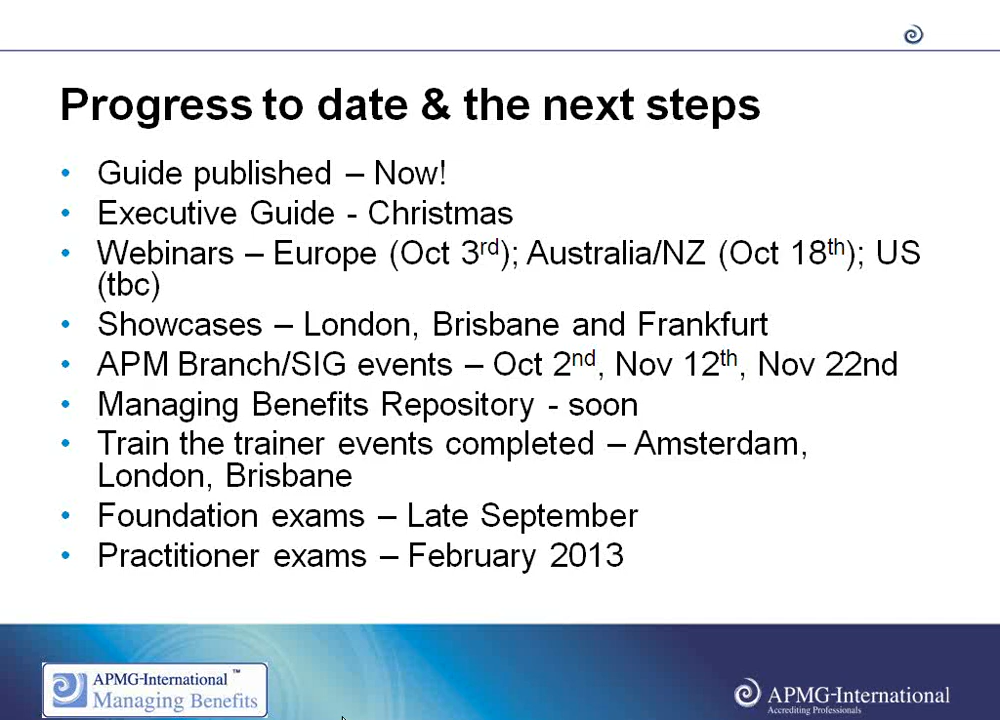 Progress to date & the next steps
• Guide published – Now!
• Executive Guide - Christmas
• Webinars – Europe (Oct 3rd); Australia/NZ (Oct 18th); US
(tbc)
• Showcases – London, Brisbane and Frankfurt
• APM Branch/SIG events – Oct 2nd, Nov 12th, Nov 22nd
• Managing Benefits Repository - soon
• Train the trainer events completed – Amsterdam,
London, Brisbane
• Foundation exams – Late September
• Practitioner exams – February 2013
APMG-International™
Managing Benefits
APMG-International
Accrediting Professionals